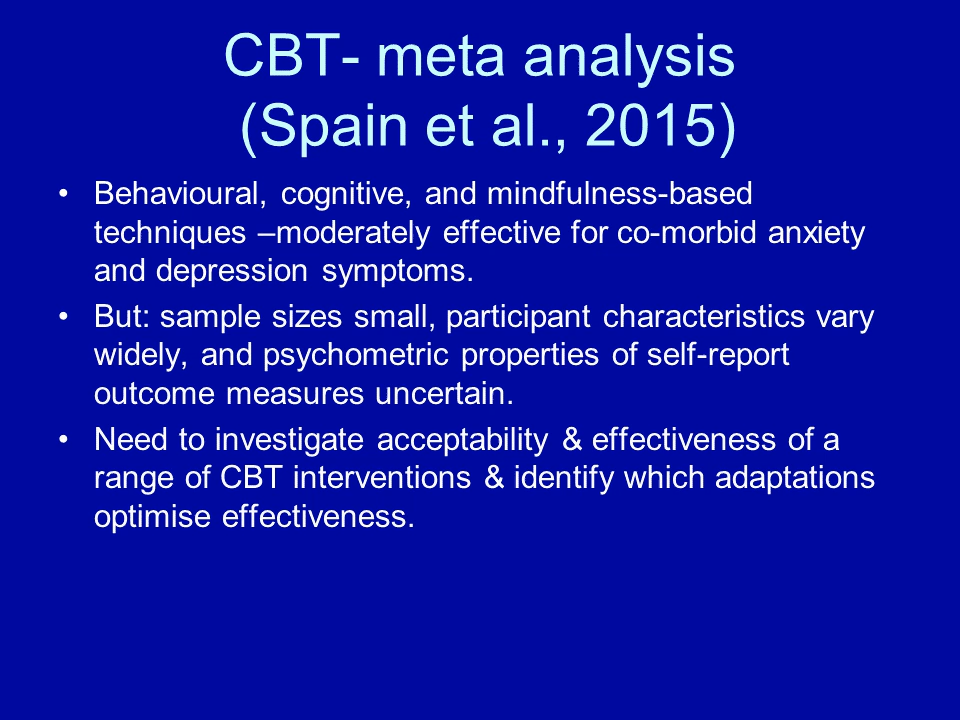 CBT- meta analysis
(Spain et al., 2015)
• Behavioural, cognitive, and mindfulness-based
techniques –moderately effective for co-morbid anxiety
and depression symptoms.
• But: sample sizes small, participant characteristics vary
widely, and psychometric properties of self-report
outcome measures uncertain.
• Need to investigate acceptability & effectiveness of a
range of CBT interventions & identify which adaptations
optimise effectiveness.